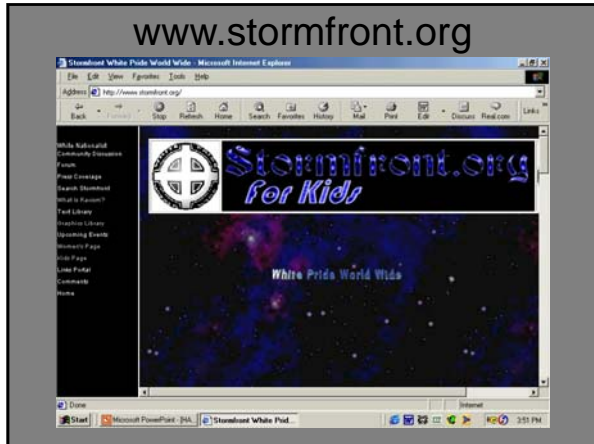 www.stormfront.org
Stormfront White Pride World Wide - Microsoft Internet Explorer
File Edit View Favorites Tools Help
Address http://www.stormfront.org/
Back Forward Stop Refresh Home Search Favorites History Mail Print Edit Discuss Real.com Links
White Nationalist
Community Discussion
Forum
Press Coverage
Search Stormfront
What Is Racism?
Text Library
Graphics Library
Upcoming Events
Women's Page
Kids Page
Links Portal
Comments
Home
Stormfront.org
for Kids
White Pride World Wide
Done Internet
Start Microsoft PowerPoint - [HA... Stormfront White Prid... 3:51 PM